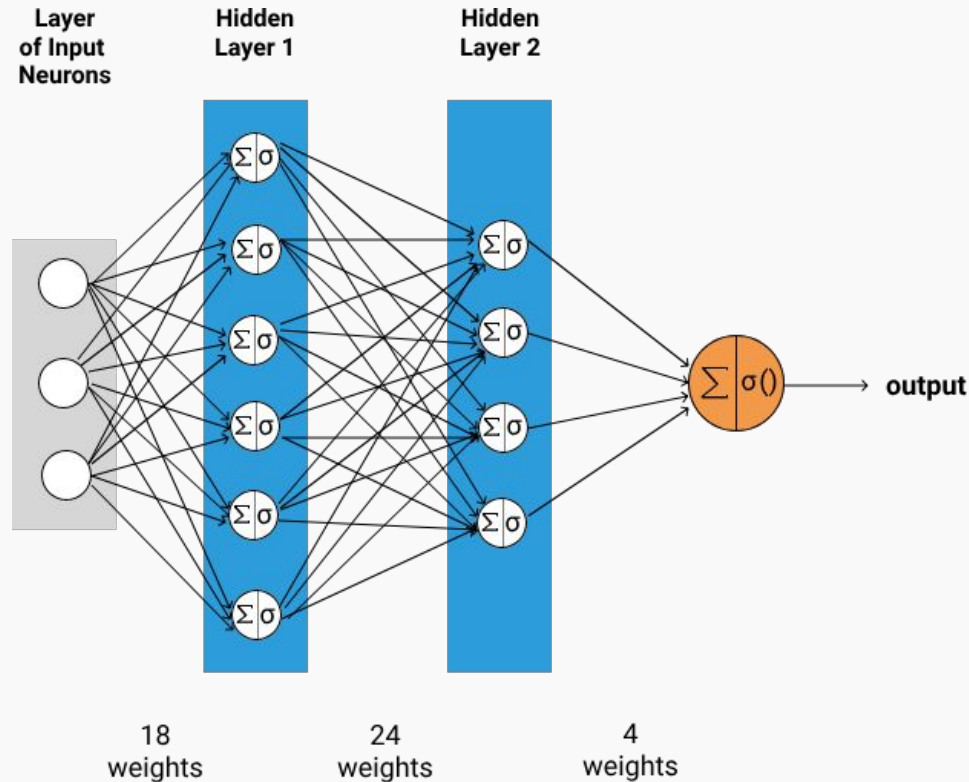 Layer
of Input
Neurons
Hidden
Layer 1
Hidden
Layer 2
Σ σ
Σ σ
Σ σ
Σ σ
Σ σ
Σ σ
Σ σ
Σ σ
Σ σ
Σ σ
Σ σ()
output
18
weights
24
weights
4
weights